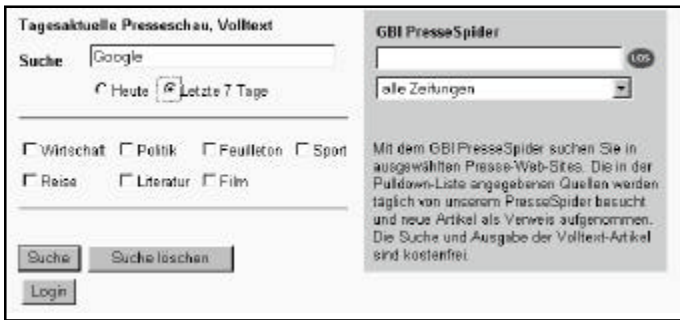 Tagesaktuelle Presseschau, Volltext
Suche Google
Heute Letzte 7 Tage
Wirtschaft Politik Feuilleton Sport
Reise Literatur Film
Suche Suche löschen
Login
GBI PresseSpider
LOS
alle Zeitungen
Mit dem GBI PresseSpider suchen Sie in
ausgewählten Presse-Web-Sites. Die in der
Pulldown-Liste angegebenen Quellen werden
täglich von unserem PresseSpider besucht
und neue Artikel als Verweis aufgenommen.
Die Suche und Ausgabe der Volltext-Artikel
sind kostenfrei.